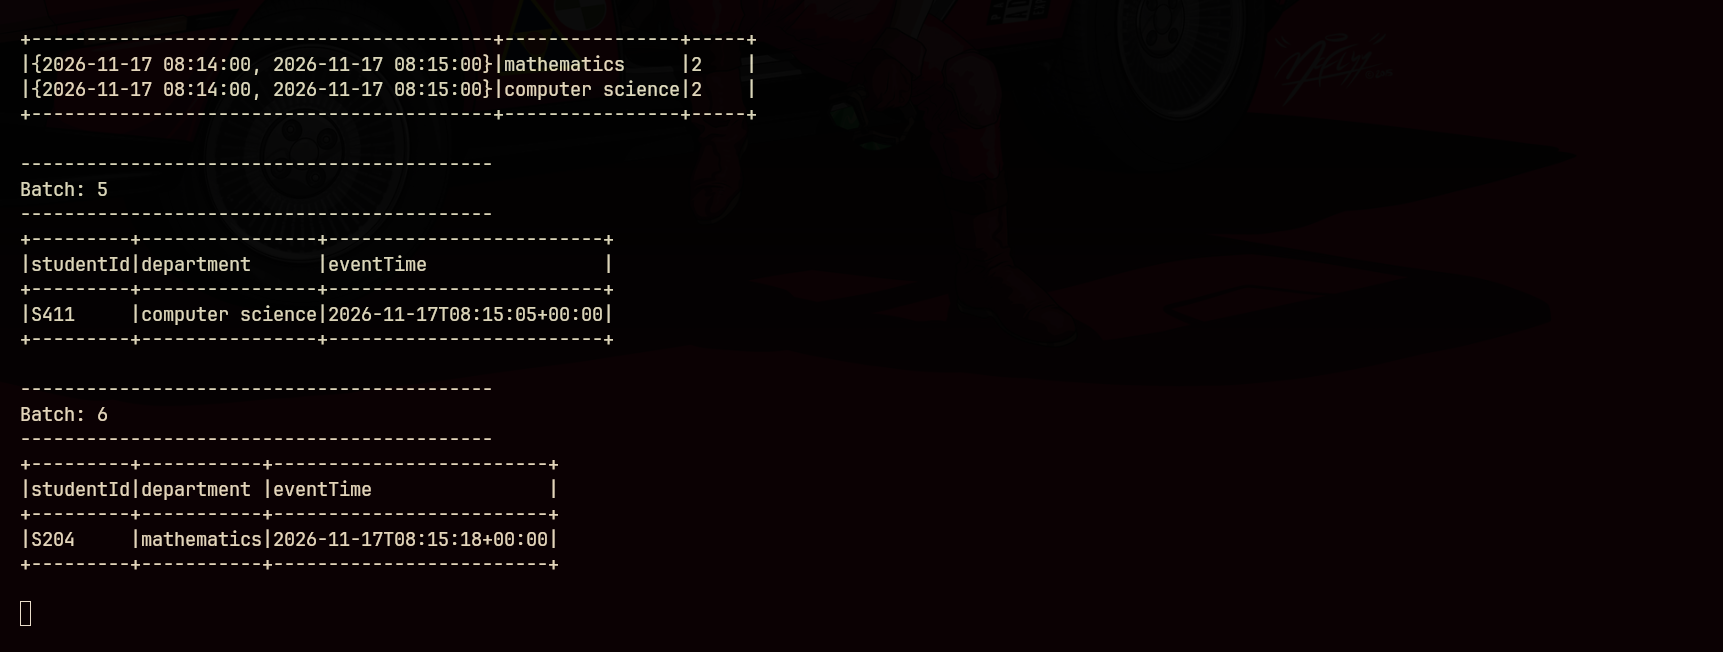 +------------------------------------------+----------------+-----+
|{2026-11-17 08:14:00, 2026-11-17 08:15:00}|mathematics     |2    |
|{2026-11-17 08:14:00, 2026-11-17 08:15:00}|computer science|2    |
+------------------------------------------+----------------+-----+
-------------------------------------------
Batch: 5
-------------------------------------------
+---------+----------------+-------------------------+
|studentId|department      |eventTime                |
+---------+----------------+-------------------------+
|S411     |computer science|2026-11-17T08:15:05+00:00|
+---------+----------------+-------------------------+
-------------------------------------------
Batch: 6
-------------------------------------------
+---------+-----------+-------------------------+
|studentId|department |eventTime                |
+---------+-----------+-------------------------+
|S204     |mathematics|2026-11-17T08:15:18+00:00|
+---------+-----------+-------------------------+